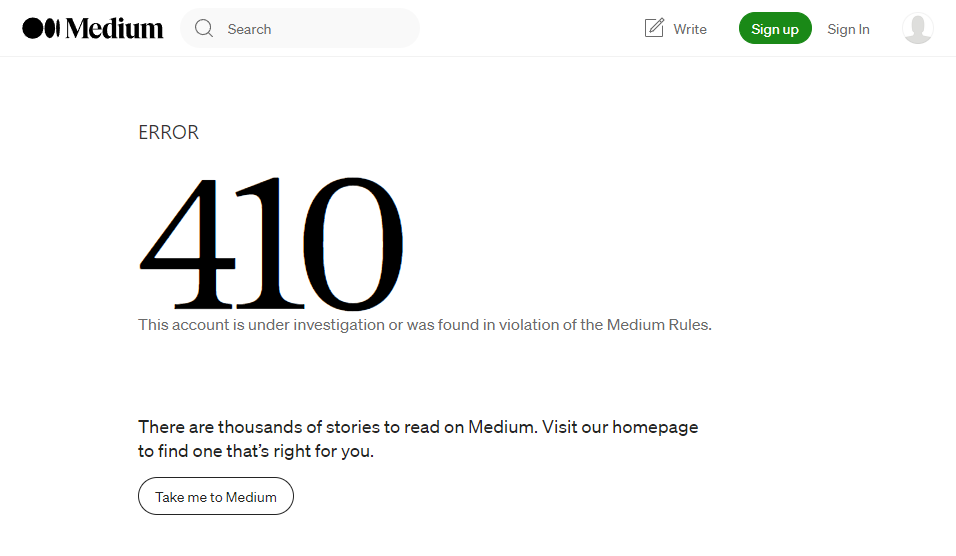 Medium
Search
Write
Sign up
Sign In
ERROR
410
This account is under investigation or was found in violation of the Medium Rules.
There are thousands of stories to read on Medium. Visit our homepage
to find one that’s right for you.
Take me to Medium